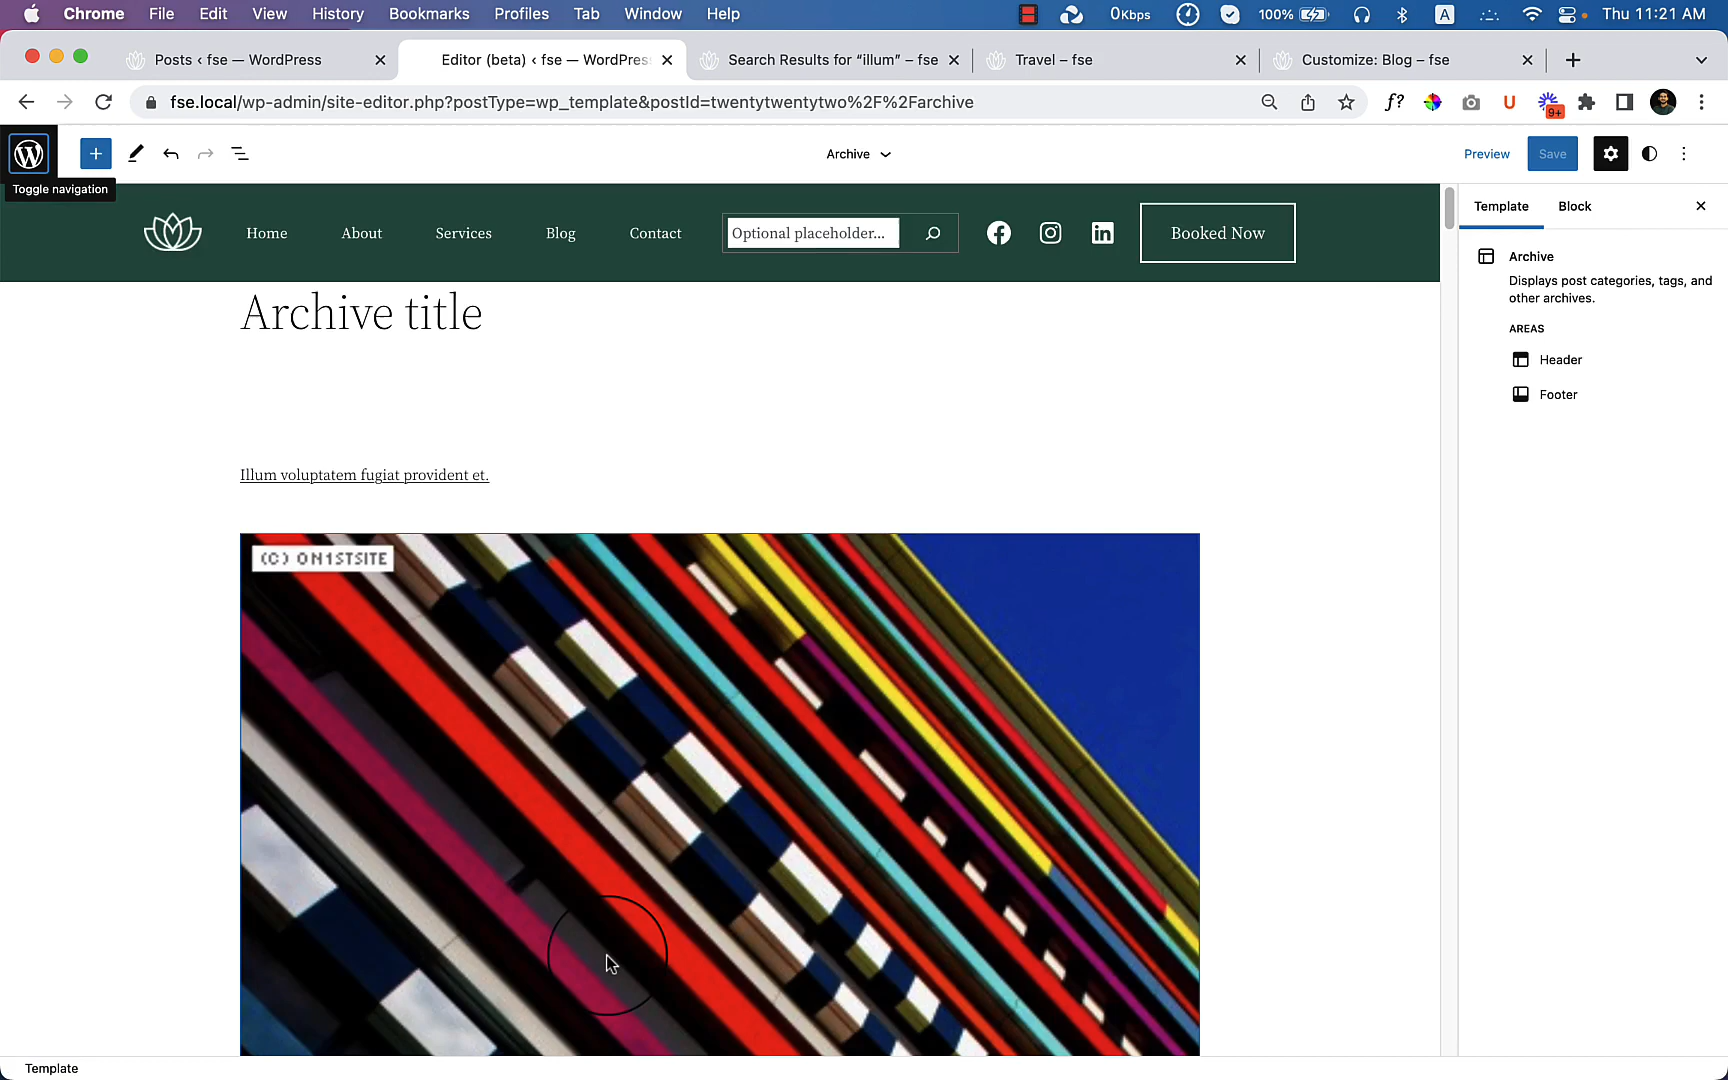 Chrome File Edit View History Bookmarks Profiles Tab Window Help 0Kbps 100% A Thu 11:21 AM
Posts ‹ fse — WordPress Editor (beta) ‹ fse — WordPress Search Results for “illum” – fse Travel – fse Customize: Blog – fse
fse.local/wp-admin/site-editor.php?postType=wp_template&postId=twentytwentytwo%2F%2Farchive f? U 9+
Archive Preview Save
Toggle navigation
Home About Services Blog Contact Optional placeholder... Booked Now
Template Block
Archive title
Archive
Displays post categories, tags, and
other archives.
AREAS
Header
Footer
Illum voluptatem fugiat provident et.
(C) ON1STSITE
Template